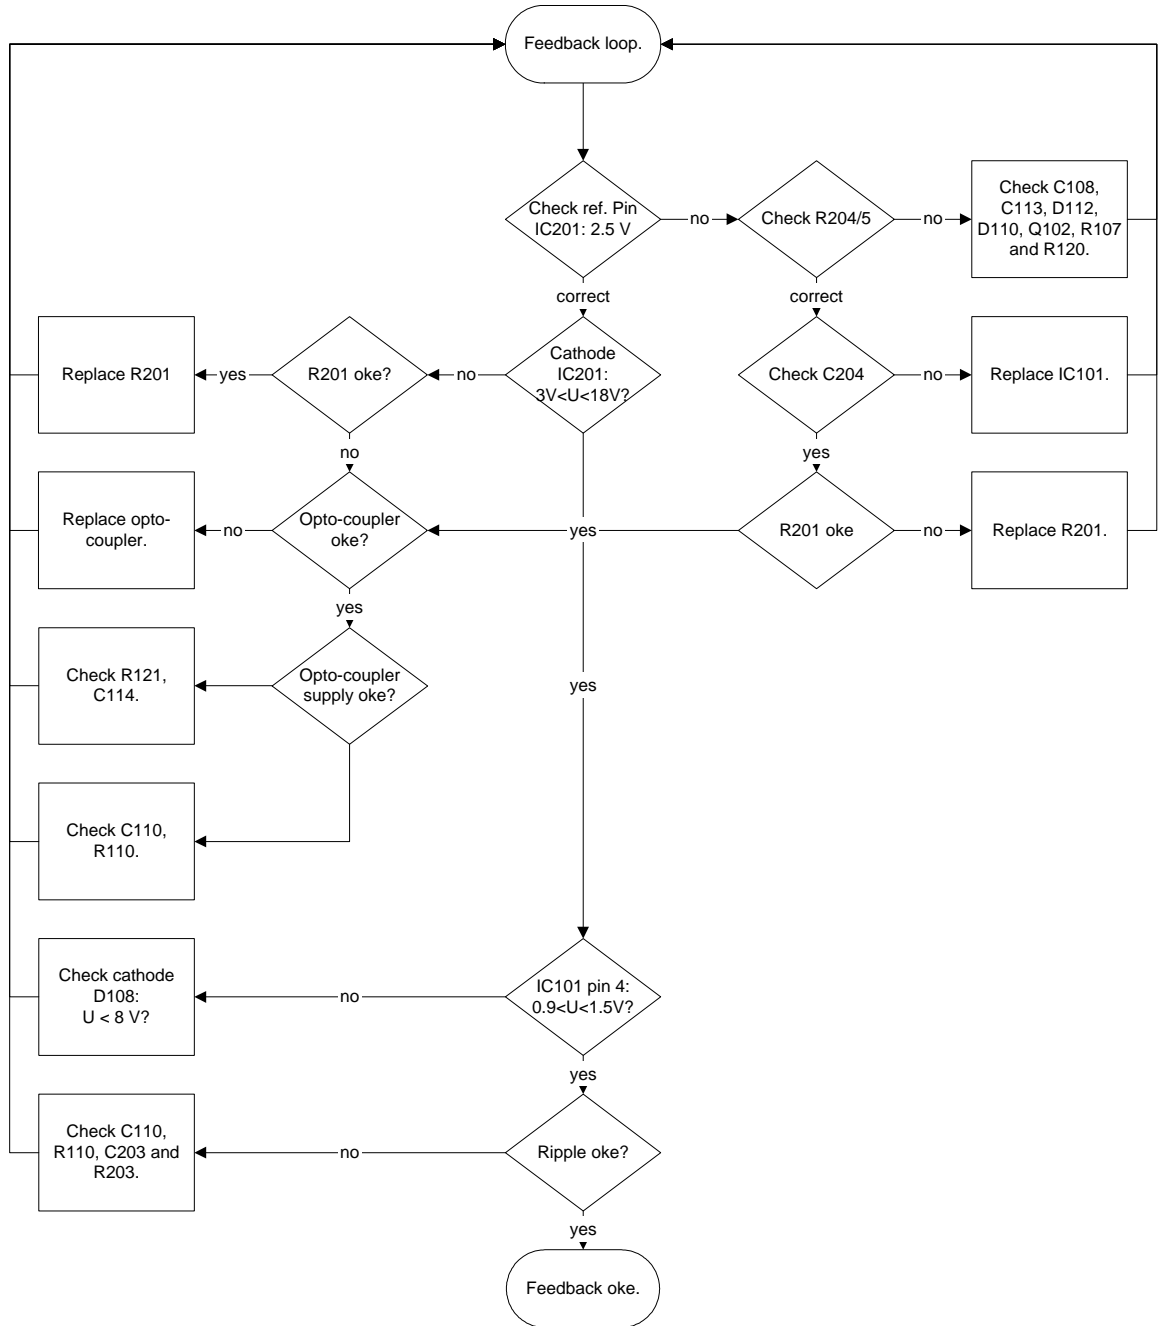 Feedback loop.
Check ref. Pin
IC201: 2.5 V
no
Check R204/5
no
Check C108,
C113, D112,
D110, Q102, R107
and R120.
correct
correct
Replace R201
yes
R201 oke?
no
Cathode
IC201:
3V<U<18V?
Check C204
no
Replace IC101.
no
yes
Replace opto-
coupler.
no
Opto-coupler
oke?
yes
R201 oke
no
Replace R201.
yes
Check R121,
C114.
Opto-coupler
supply oke?
yes
Check C110,
R110.
Check cathode
D108:
U < 8 V?
no
IC101 pin 4:
0.9<U<1.5V?
yes
Check C110,
R110, C203 and
R203.
no
Ripple oke?
yes
Feedback oke.